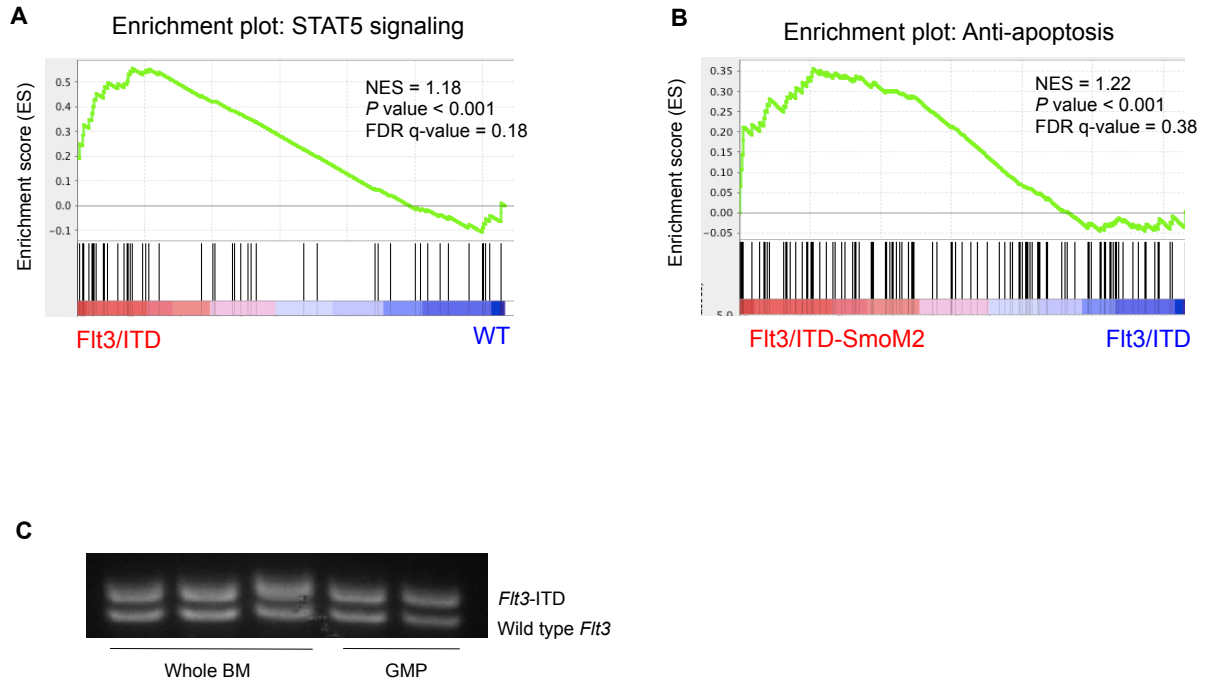 A
Enrichment plot: STAT5 signaling
Enrichment score (ES)
0.5
0.4
0.3
0.2
0.1
0.0
-0.1
NES = 1.18
P value < 0.001
FDR q-value = 0.18
Flt3/ITD
WT
B
Enrichment plot: Anti-apoptosis
Enrichment score (ES)
0.35
0.30
0.25
0.20
0.15
0.10
0.05
0.00
-0.05
NES = 1.22
P value < 0.001
FDR q-value = 0.38
5.0
Flt3/ITD-SmoM2
Flt3/ITD
C
Flt3-ITD
Wild type Flt3
Whole BM
GMP